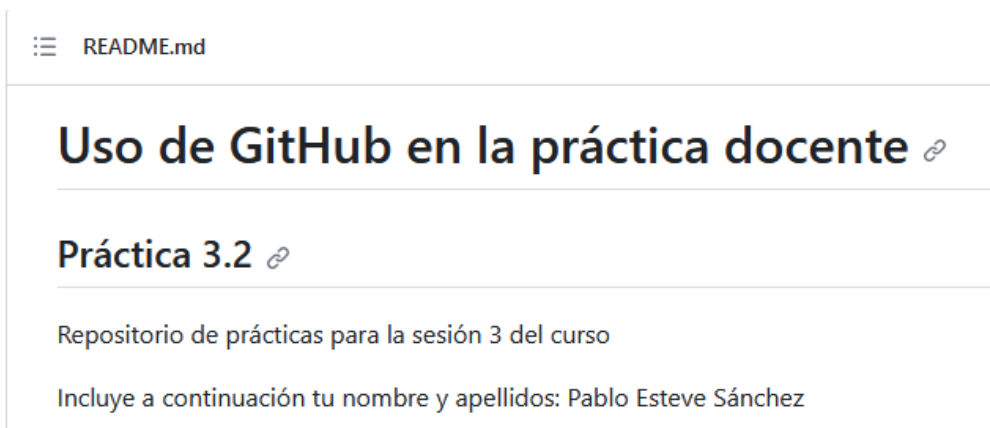 README.md
Uso de GitHub en la práctica docente
Práctica 3.2
Repositorio de prácticas para la sesión 3 del curso
Incluye a continuación tu nombre y apellidos: Pablo Esteve Sánchez